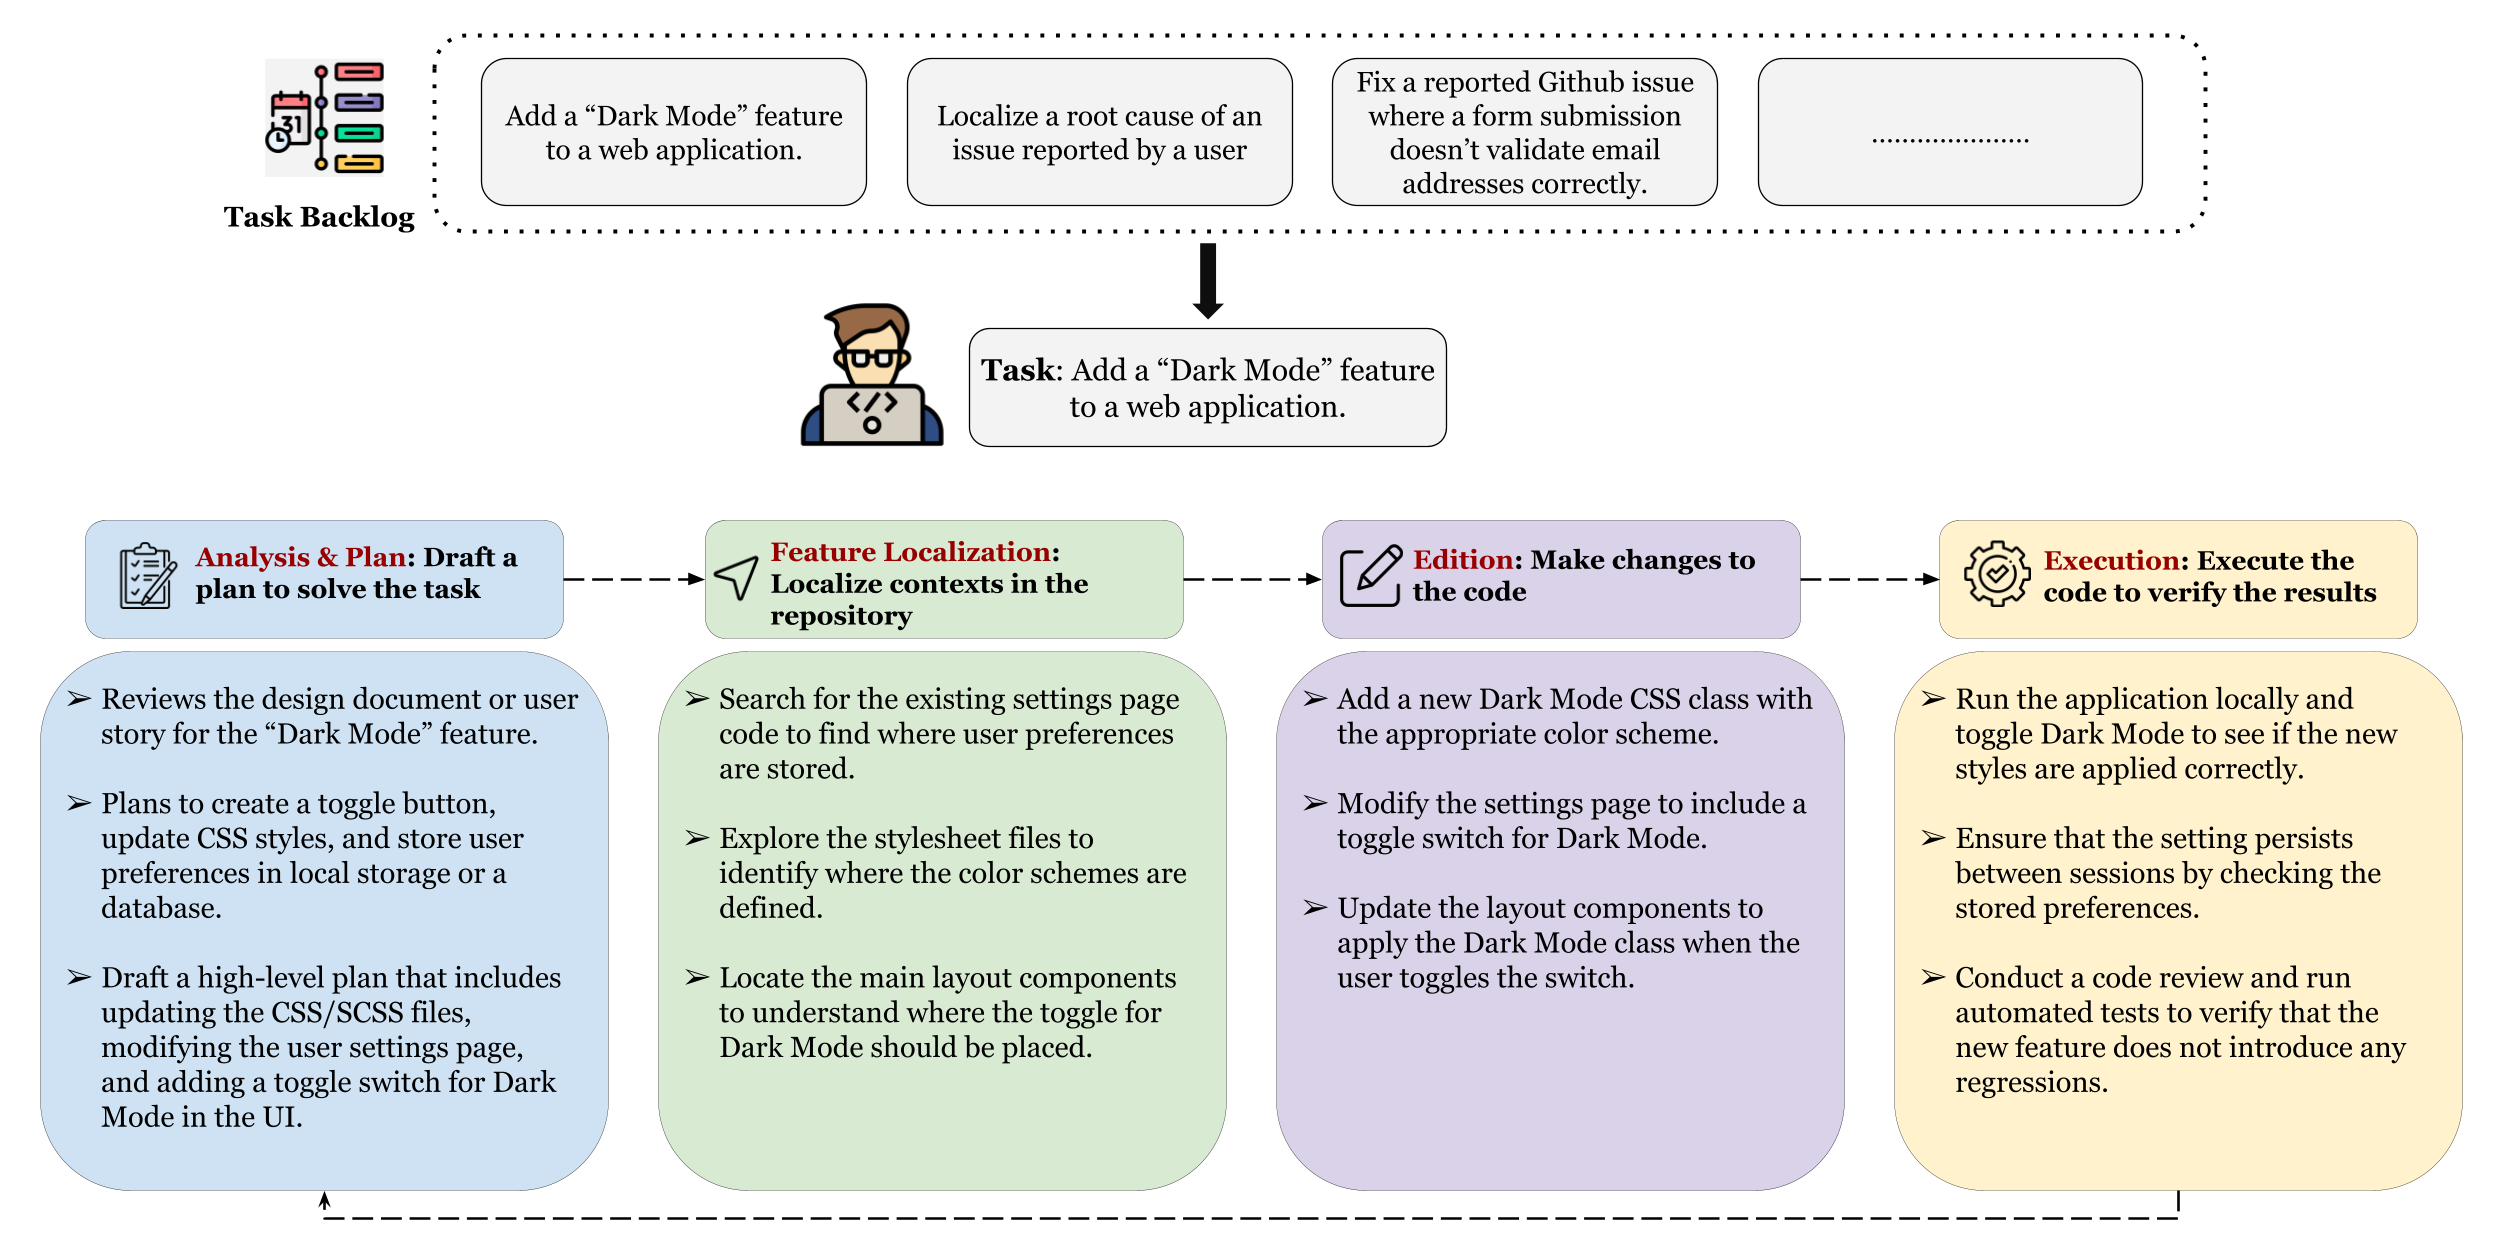 Task Backlog
Add a “Dark Mode” feature
to a web application.
Localize a root cause of an
issue reported by a user
Fix a reported Github issue
where a form submission
doesn’t validate email
addresses correctly.
.....................
31
Task: Add a “Dark Mode” feature
to a web application.
Analysis & Plan: Draft a
plan to solve the task
Feature Localization:
Localize contexts in the
repository
Edition: Make changes to
the code
Execution: Execute the
code to verify the results
➢ Reviews the design document or user
story for the “Dark Mode” feature.
➢ Plans to create a toggle button,
update CSS styles, and store user
preferences in local storage or a
database.
➢ Draft a high-level plan that includes
updating the CSS/SCSS files,
modifying the user settings page,
and adding a toggle switch for Dark
Mode in the UI.
➢ Search for the existing settings page
code to find where user preferences
are stored.
➢ Explore the stylesheet files to
identify where the color schemes are
defined.
➢ Locate the main layout components
to understand where the toggle for
Dark Mode should be placed.
➢ Add a new Dark Mode CSS class with
the appropriate color scheme.
➢ Modify the settings page to include a
toggle switch for Dark Mode.
➢ Update the layout components to
apply the Dark Mode class when the
user toggles the switch.
➢ Run the application locally and
toggle Dark Mode to see if the new
styles are applied correctly.
➢ Ensure that the setting persists
between sessions by checking the
stored preferences.
➢ Conduct a code review and run
automated tests to verify that the
new feature does not introduce any
regressions.